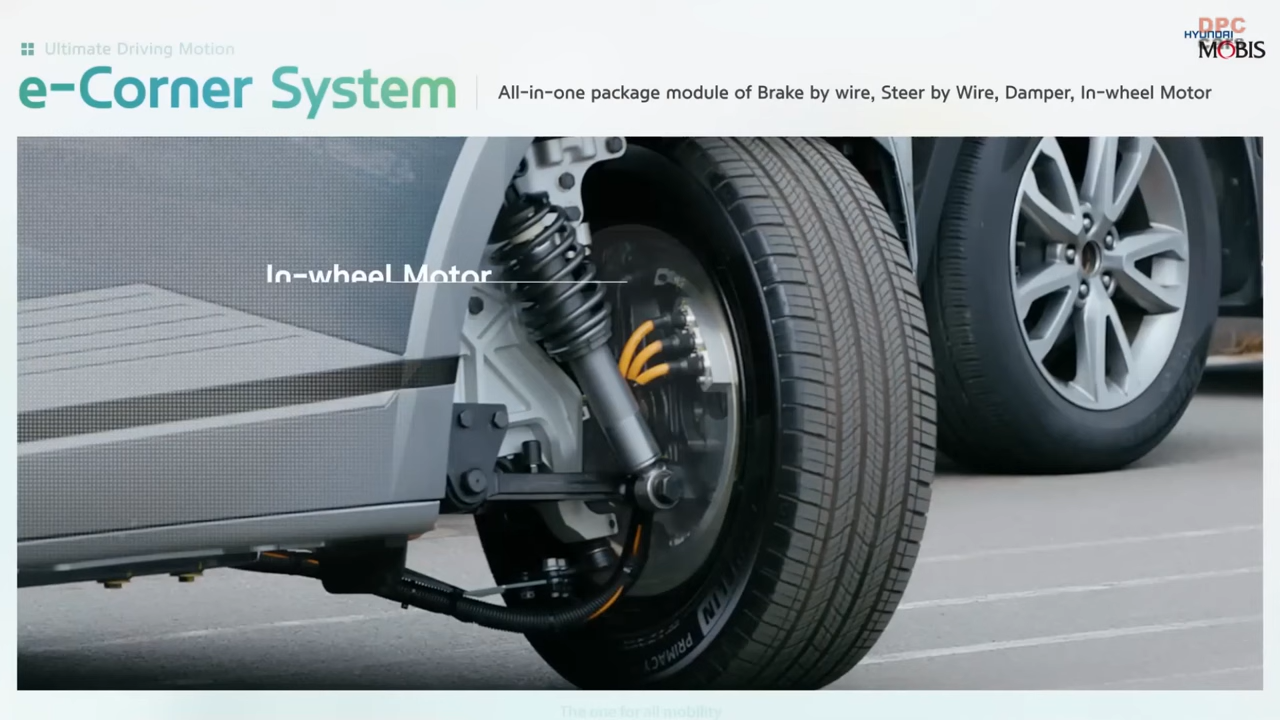 Ultimate Driving Motion
e-Corner System
All-in-one package module of Brake by wire, Steer by Wire, Damper, In-wheel Motor
DPC
HYUNDAI
MOBIS
In-wheel Motor
PRIMACY
The one for all mobility